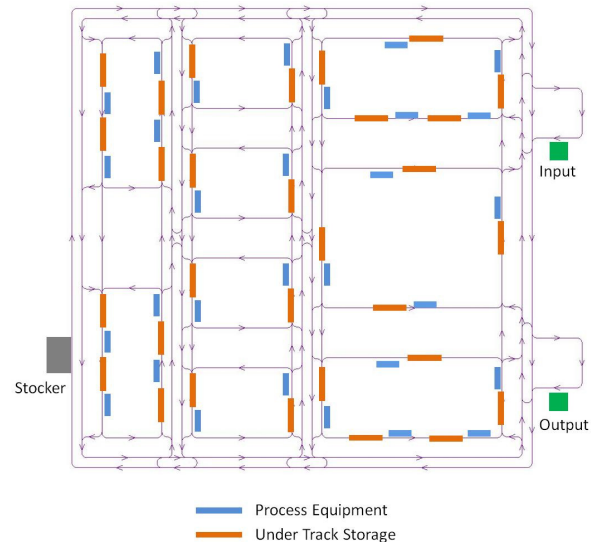 Input
Stocker
Output
Process Equipment
Under Track Storage